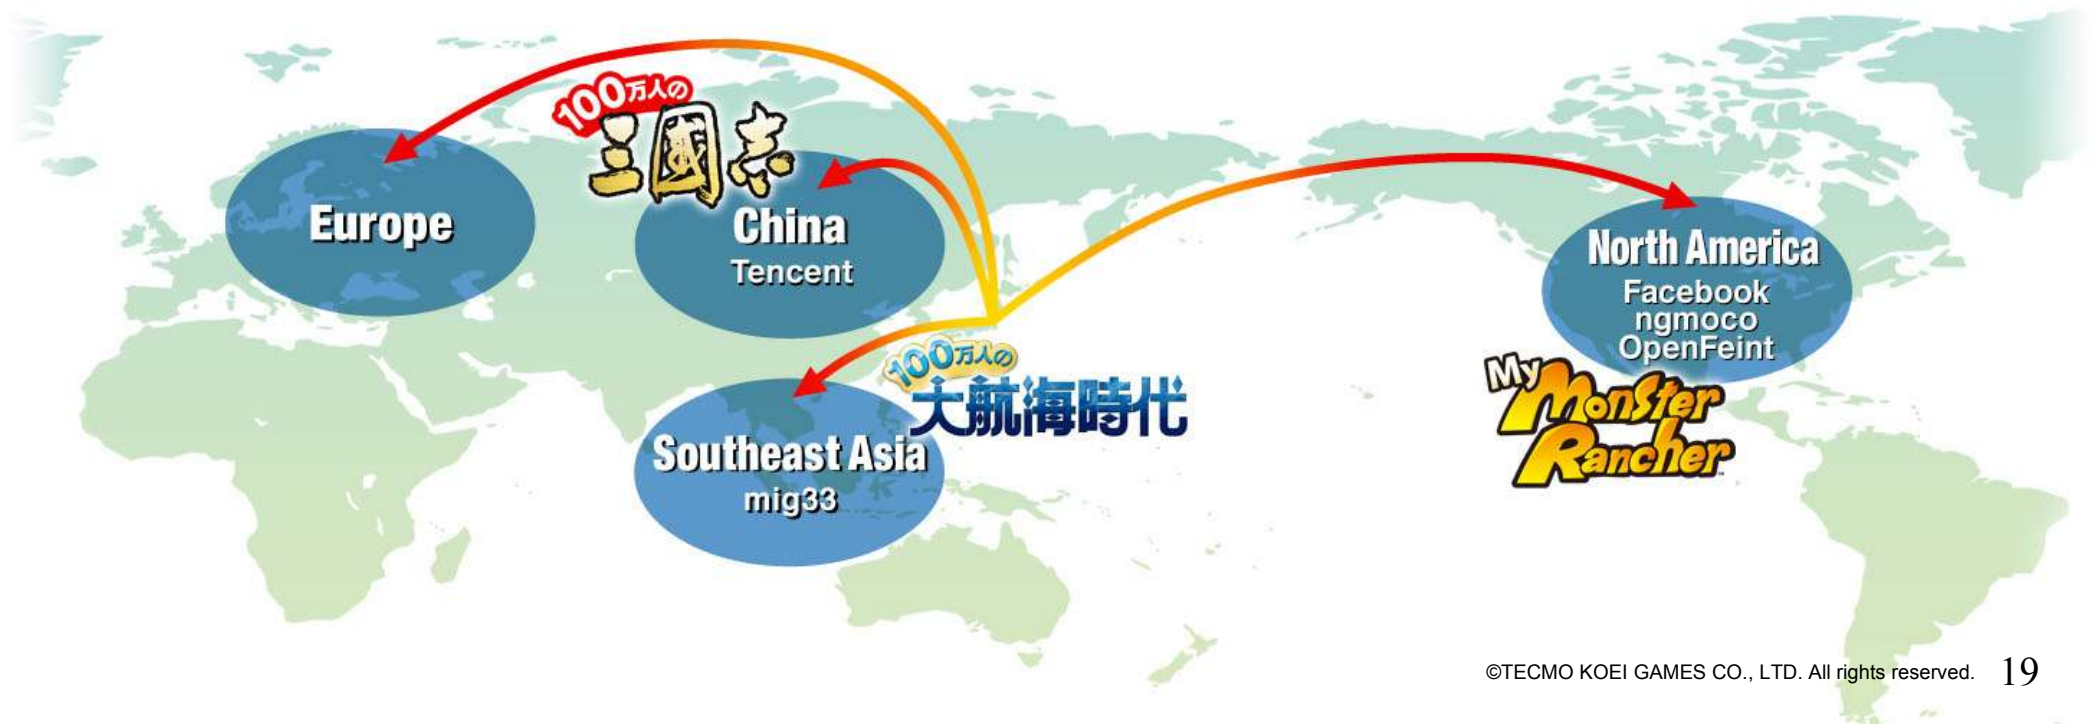 100万人の
三國志
Europe
China
Tencent
North America
Facebook
ngmoco
OpenFeint
100万人の
大航海時代
My
Monster
Rancher
Southeast Asia
mig33
©TECMO KOEI GAMES CO., LTD. All rights reserved. 19